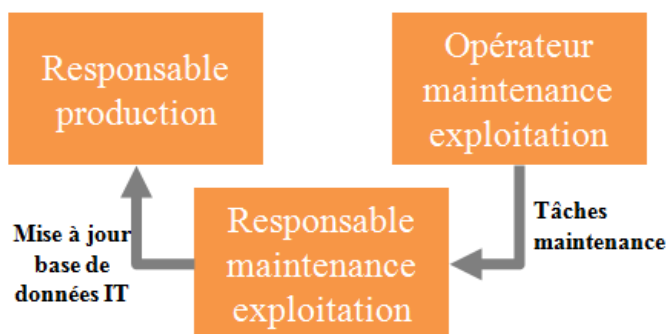 Responsable
production
Opérateur
maintenance
exploitation
Mise à jour
base de
données IT
Responsable
maintenance
exploitation
Tâches
maintenance